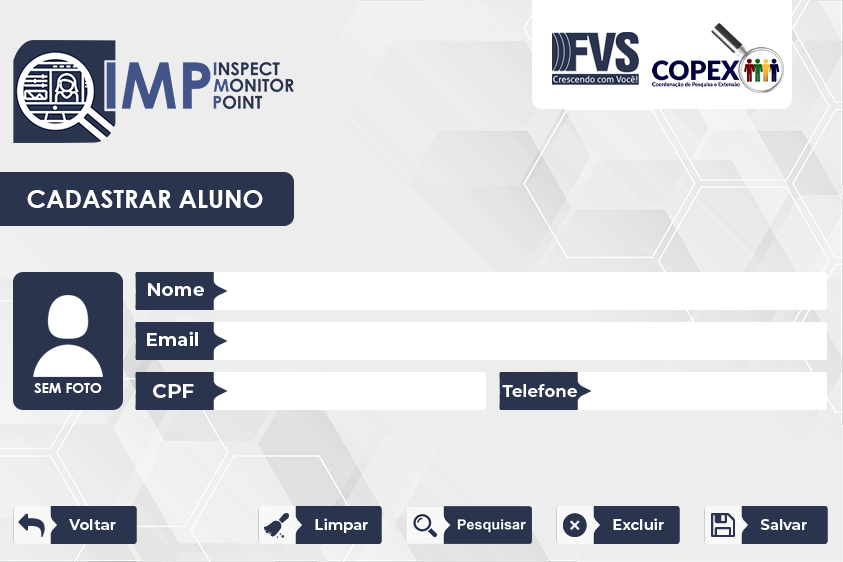 IMP
INSPECT
MONITOR
POINT
FVS
Crescendo com Você!
COPEX
Coordenação de Pesquisa e Extensão
CADASTRAR ALUNO
SEM FOTO
Nome
Email
CPF
Telefone
Voltar
Limpar
Pesquisar
Excluir
Salvar